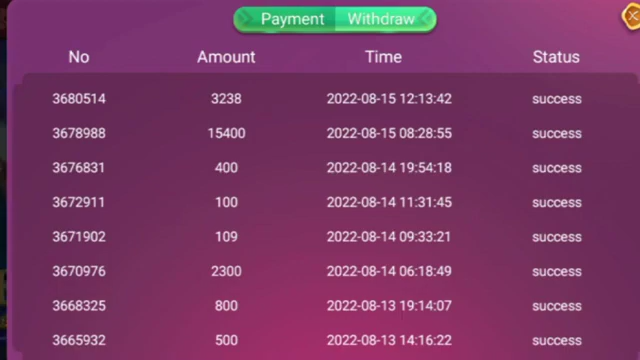 Payment Withdraw
No Amount Time Status
3680514 3238 2022-08-15 12:13:42 success
3678988 15400 2022-08-15 08:28:55 success
3676831 400 2022-08-14 19:54:18 success
3672911 100 2022-08-14 11:31:45 success
3671902 109 2022-08-14 09:33:21 success
3670976 2300 2022-08-14 06:18:49 success
3668325 800 2022-08-13 19:14:07 success
3665932 500 2022-08-13 14:16:22 success